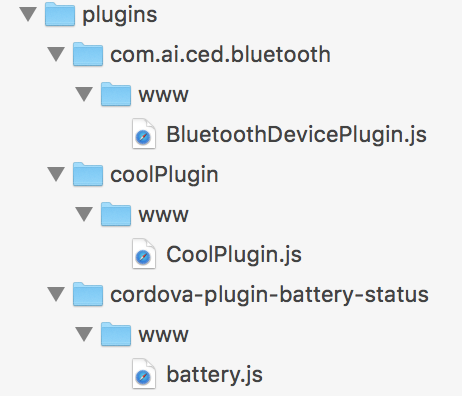 plugins
com.ai.ced.bluetooth
www
BluetoothDevicePlugin.js
coolPlugin
www
CoolPlugin.js
cordova-plugin-battery-status
www
battery.js